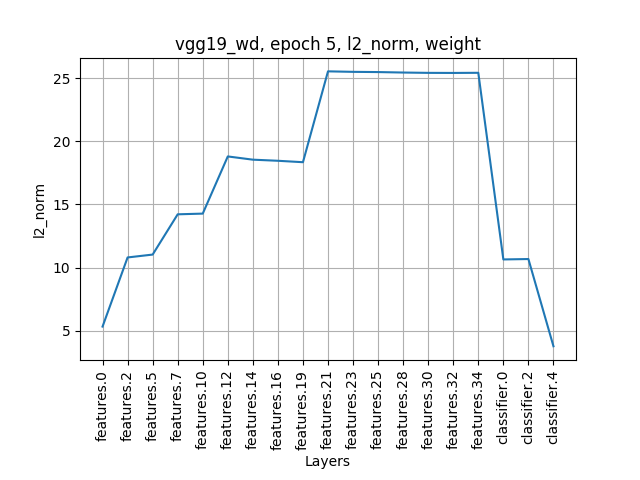 vgg19_wd, epoch 5, l2_norm, weight
25
20
15
10
5
l2_norm
features.0
features.2
features.5
features.7
features.10
features.12
features.14
features.16
features.19
features.21
features.23
features.25
features.28
features.30
features.32
features.34
classifier.0
classifier.2
classifier.4
Layers